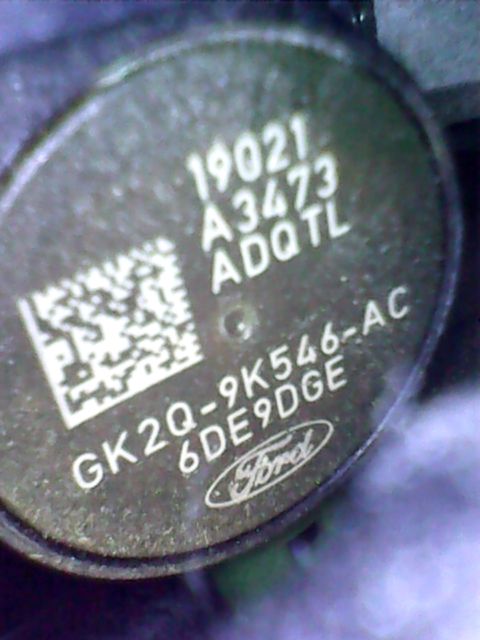 19021
A3473
ADQTL
GK2Q-9K546-AC
6DE9DGE
Ford